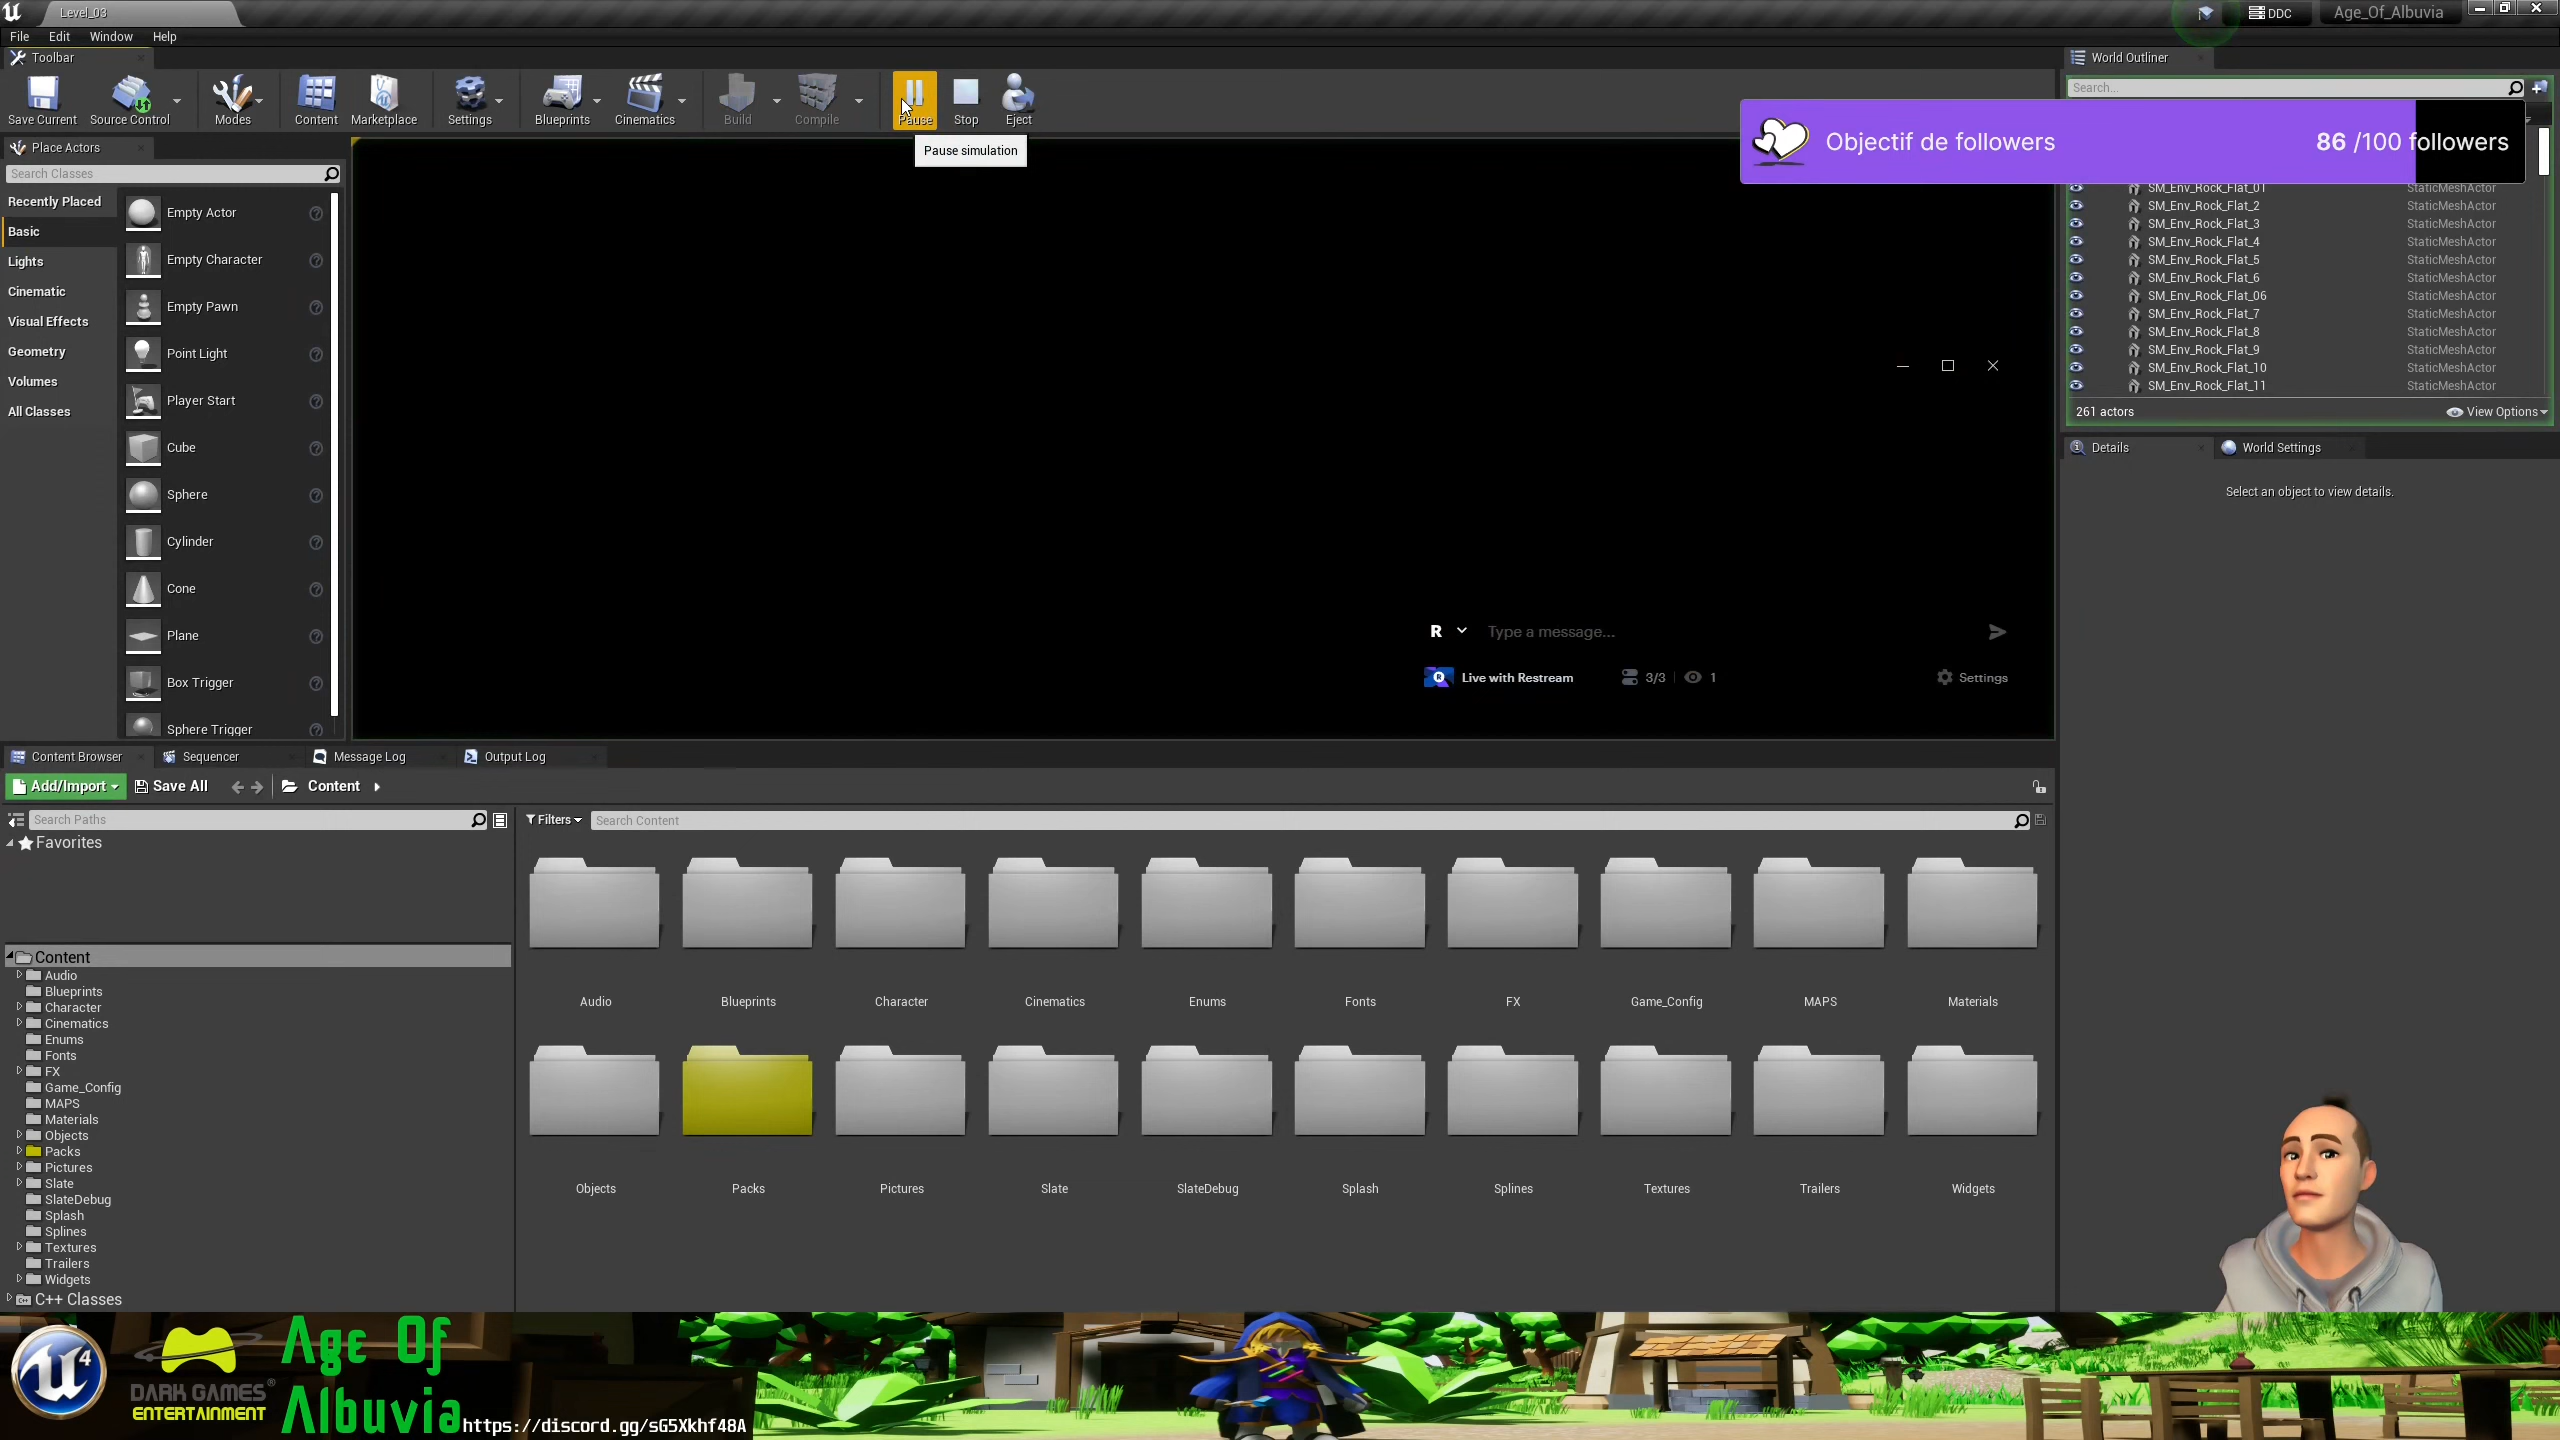 Level_03
DDC
Age_Of_Albuvia
File Edit Window Help
Toolbar
World Outliner
Save Current
Source Control
Modes
Content
Marketplace
Settings
Blueprints
Cinematics
Build
Compile
Pause
Stop
Eject
Search...
Pause simulation
Objectif de followers 86 /100 followers
Place Actors
Search Classes
Recently Placed
Basic
Lights
Cinematic
Visual Effects
Geometry
Volumes
All Classes
Empty Actor
Empty Character
Empty Pawn
Point Light
Player Start
Cube
Sphere
Cylinder
Cone
Plane
Box Trigger
Sphere Trigger
SM_Env_Rock_Flat_01 StaticMeshActor
SM_Env_Rock_Flat_2 StaticMeshActor
SM_Env_Rock_Flat_3 StaticMeshActor
SM_Env_Rock_Flat_4 StaticMeshActor
SM_Env_Rock_Flat_5 StaticMeshActor
SM_Env_Rock_Flat_6 StaticMeshActor
SM_Env_Rock_Flat_06 StaticMeshActor
SM_Env_Rock_Flat_7 StaticMeshActor
SM_Env_Rock_Flat_8 StaticMeshActor
SM_Env_Rock_Flat_9 StaticMeshActor
SM_Env_Rock_Flat_10 StaticMeshActor
SM_Env_Rock_Flat_11 StaticMeshActor
261 actors View Options
Details World Settings
Select an object to view details.
R Type a message...
Live with Restream 3/3 1 Settings
Content Browser Sequencer Message Log Output Log
Add/Import Save All Content
Search Paths
Filters Search Content
Favorites
Content
Audio
Blueprints
Character
Cinematics
Enums
Fonts
FX
Game_Config
MAPS
Materials
Objects
Packs
Pictures
Slate
SlateDebug
Splash
Splines
Textures
Trailers
Widgets
C++ Classes
Audio Blueprints Character Cinematics Enums Fonts FX Game_Config MAPS Materials
Objects Packs Pictures Slate SlateDebug Splash Splines Textures Trailers Widgets
4
DARK GAMES®
ENTERTAINMENT
Age Of
Albuvia
https://discord.gg/sG5Xkhf48A